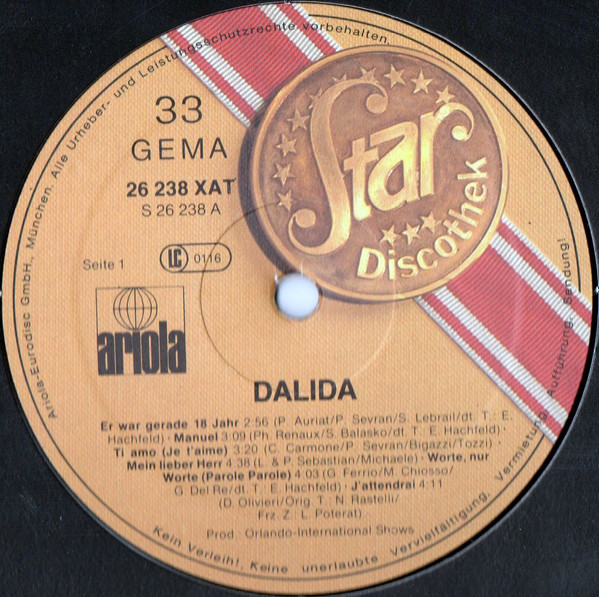 Ariola-Eurodisc GmbH., München. Alle Urheber- und Leistungsschutzrechte vorbehalten.
33
GEMA
26 238 XAT
S 26 238 A
Seite 1
LC 0116
Star
Discothek
ariola
DALIDA
Er war gerade 18 Jahr 2:56 (P. Auriat/P. Sevran/S. Lebrail/dt. T.: E.
Hachfeld) · Manuel 3:09 (Ph. Renaux/S. Balasko/dt. T.: E. Hachfeld) ·
Ti amo (Je t'aime) 3:20 (C. Carmone/P. Sevran/Bigazzi/Tozzi) ·
Mein lieber Herr 4:38 (L. & P. Sebastian/Michaele) · Worte, nur
Worte (Parole Parole) 4:03 (G. Ferrio/M. Chiosso/
G. Del Re/dt. T.: E. Hachfeld) · J'attendrai 4:11
(D. Olivieri/Orig. T.: N. Rastelli/
Frz. Z.: L. Poterat)
Prod.: Orlando-International Shows
Kein Verleih!, Keine unerlaubte Vervielfältigung, Vermietung, Aufführung, Sendung!